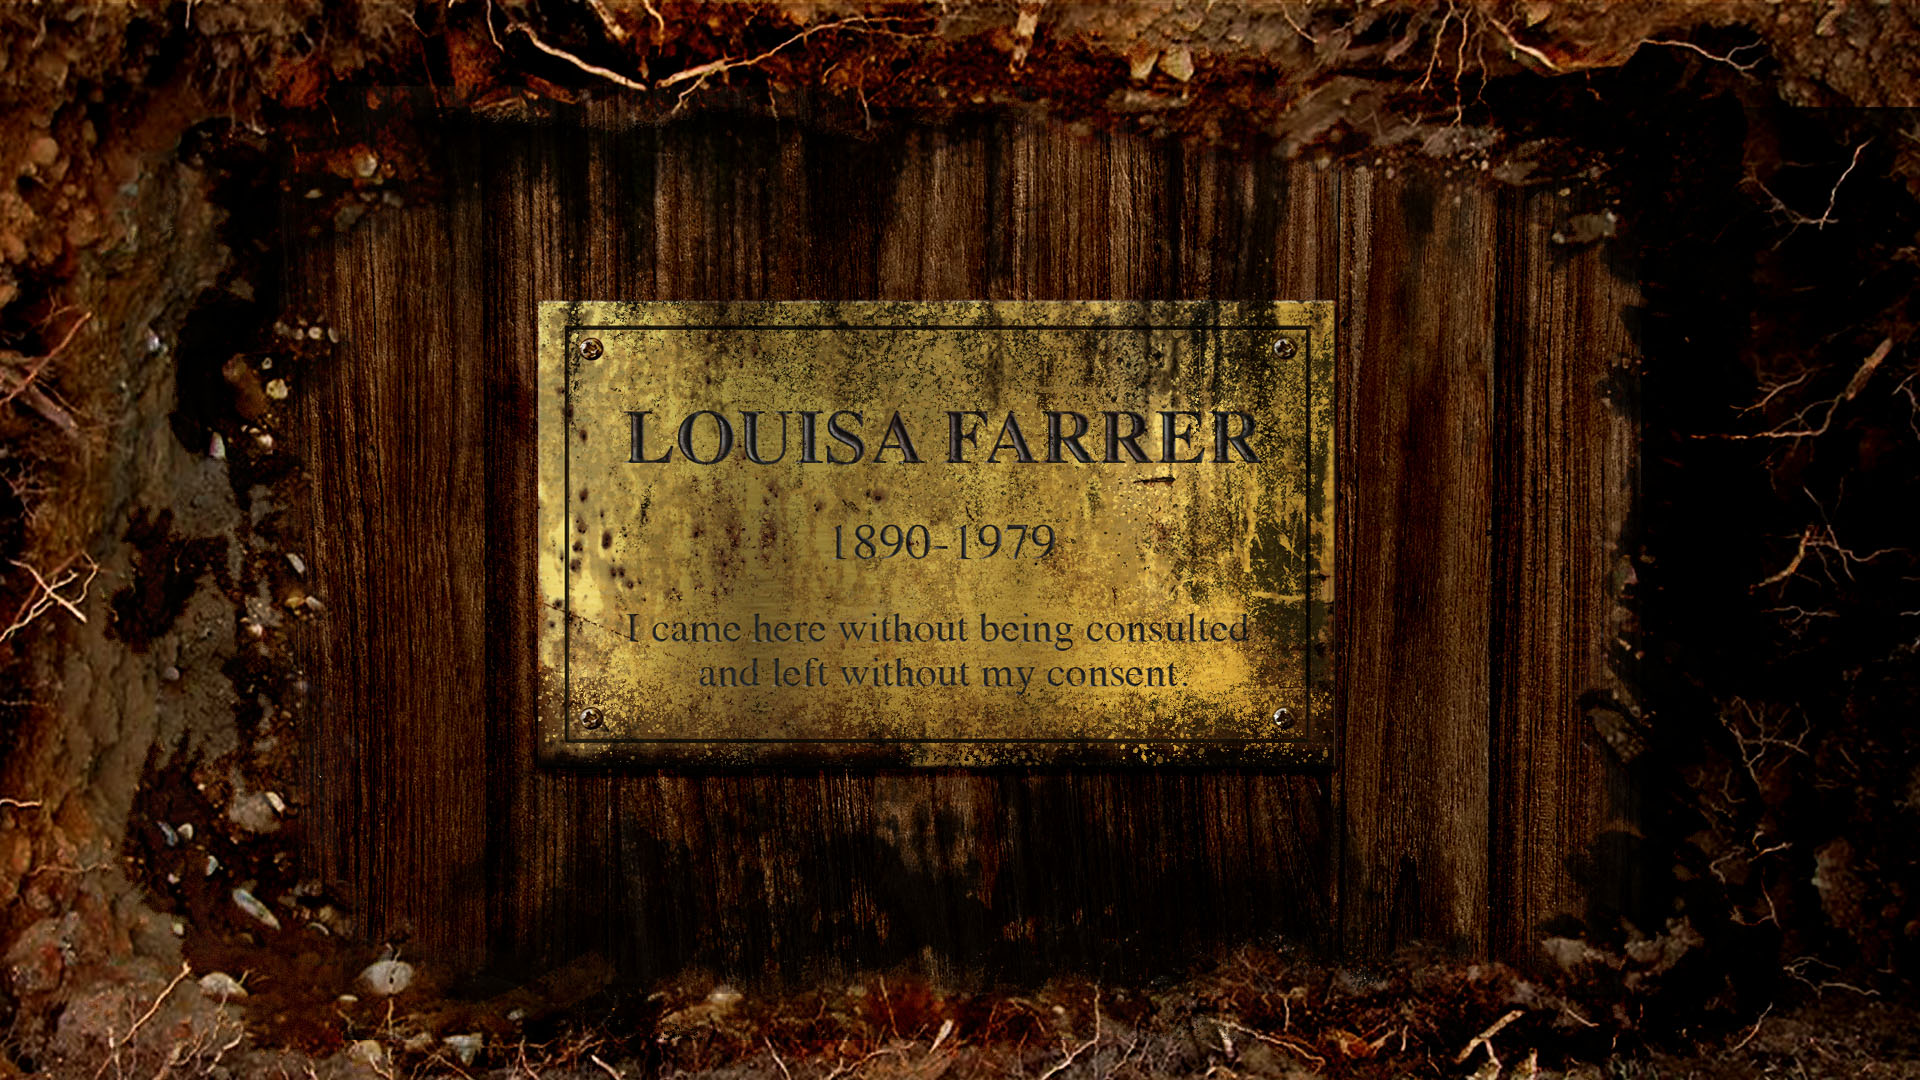 LOUISA FARRER
1890-1979
I came here without being consulted
and left without my consent.